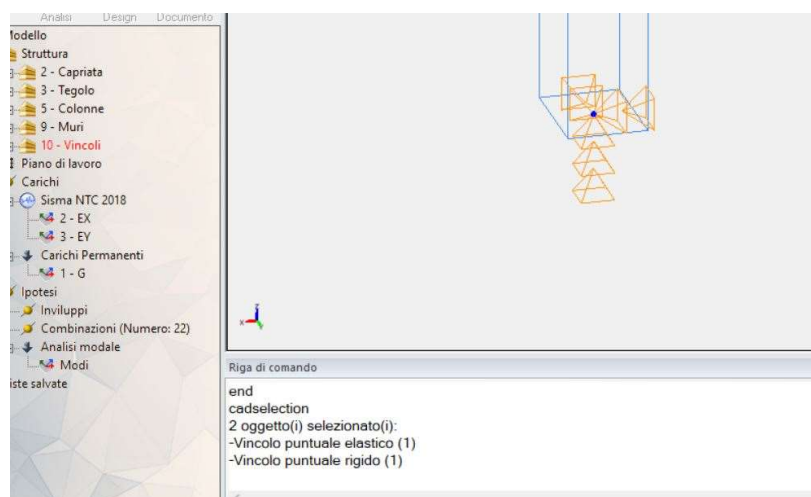 Analisi Design Documento
Modello
Struttura
2 - Capriata
3 - Tegolo
5 - Colonne
9 - Muri
10 - Vincoli
Piano di lavoro
Carichi
Sisma NTC 2018
2 - EX
3 - EY
Carichi Permanenti
1 - G
Ipotesi
Inviluppi
Combinazioni (Numero: 22)
Analisi modale
Modi
iste salvate
z
x
y
Riga di comando
end
cadselection
2 oggetto(i) selezionato(i):
-Vincolo puntuale elastico (1)
-Vincolo puntuale rigido (1)